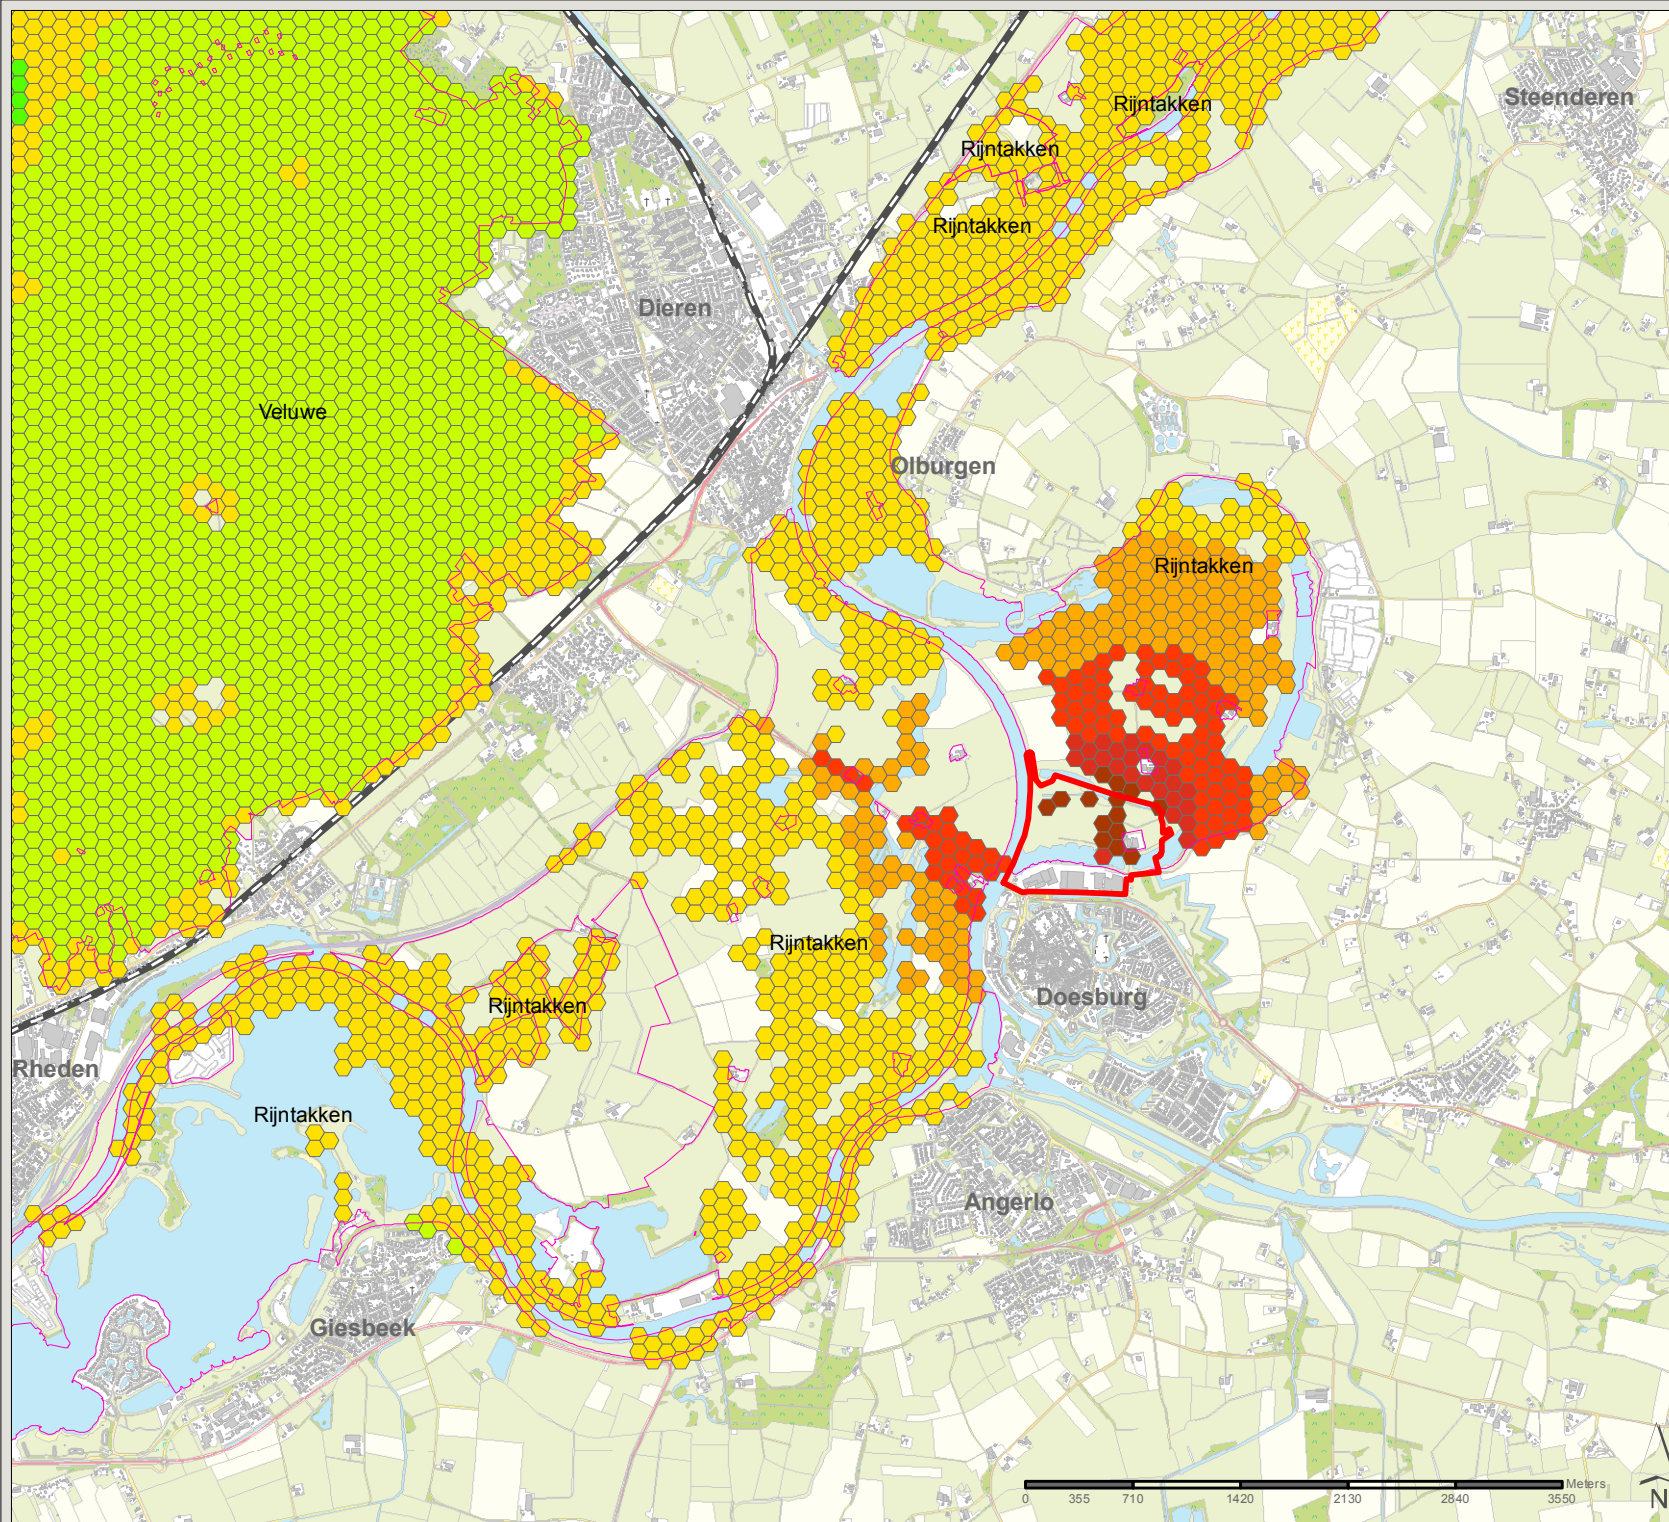 Steenderen
Rijntakken
Rijntakken
Rijntakken
Dieren
Veluwe
Olburgen
Rijntakken
Rijntakken
Doesburg
Rijntakken
Rheden
Rijntakken
Angerlo
Giesbeek
Meters
0 355 710 1420 2130 2840 3550
N